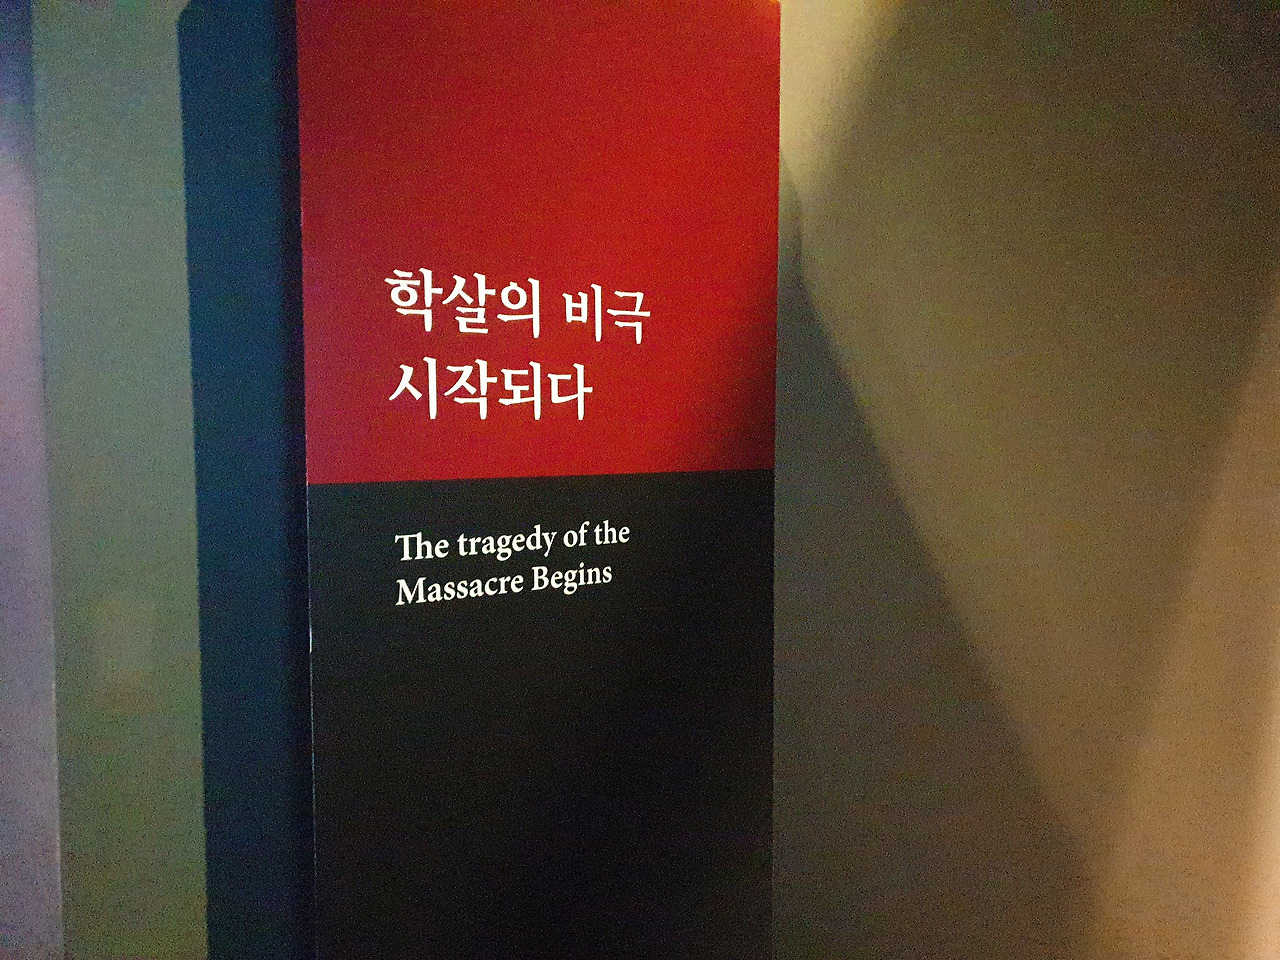 학살의 비극
시작되다
The tragedy of the
Massacre Begins